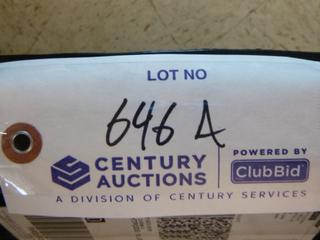 LOT NO
646 A
CENTURY AUCTIONS
POWERED BY ClubBid
A DIVISION OF CENTURY SERVICES